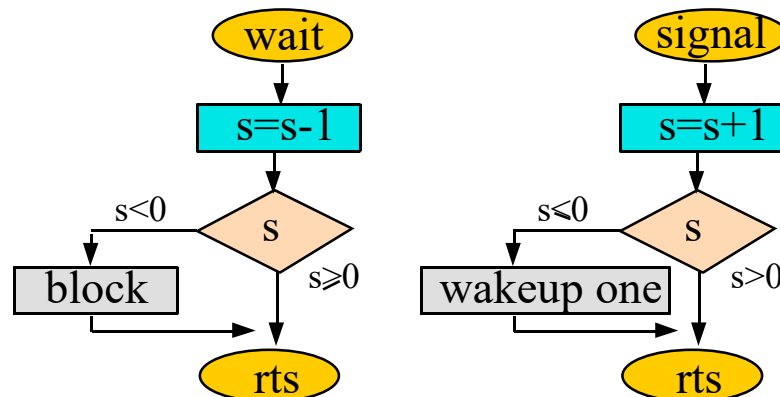 wait
s=s-1
s<0
s
s⩾0
block
rts
signal
s=s+1
s⩽0
s
s>0
wakeup one
rts